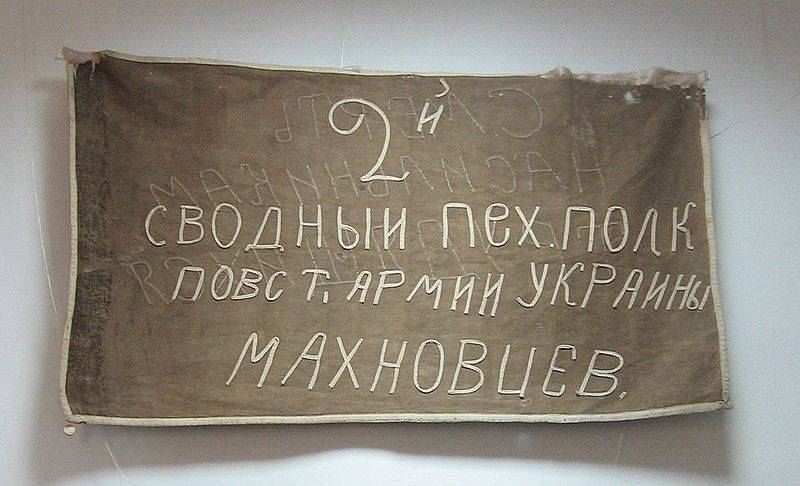 2й
СВОДНЫИ ПЕХ. ПОЛК
ПОВСТ. АРМИИ УКРАИНЫ
МАХНОВЦЕВ.